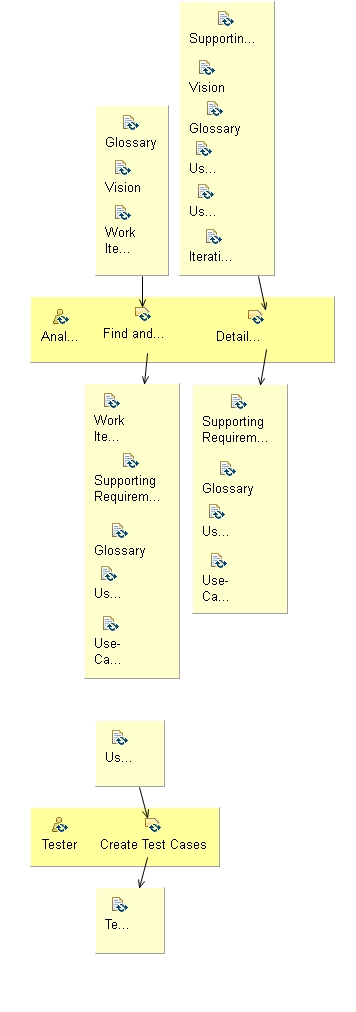 Supportin...
Vision
Glossary
Us...
Us...
Iterati...
Glossary
Vision
Work
Ite...
Anal...
Find and...
Detail...
Work
Ite...
Supporting
Requirem...
Glossary
Us...
Use-
Ca...
Supporting
Requirem...
Glossary
Us...
Use-
Ca...
Us...
Tester
Create Test Cases
Te...